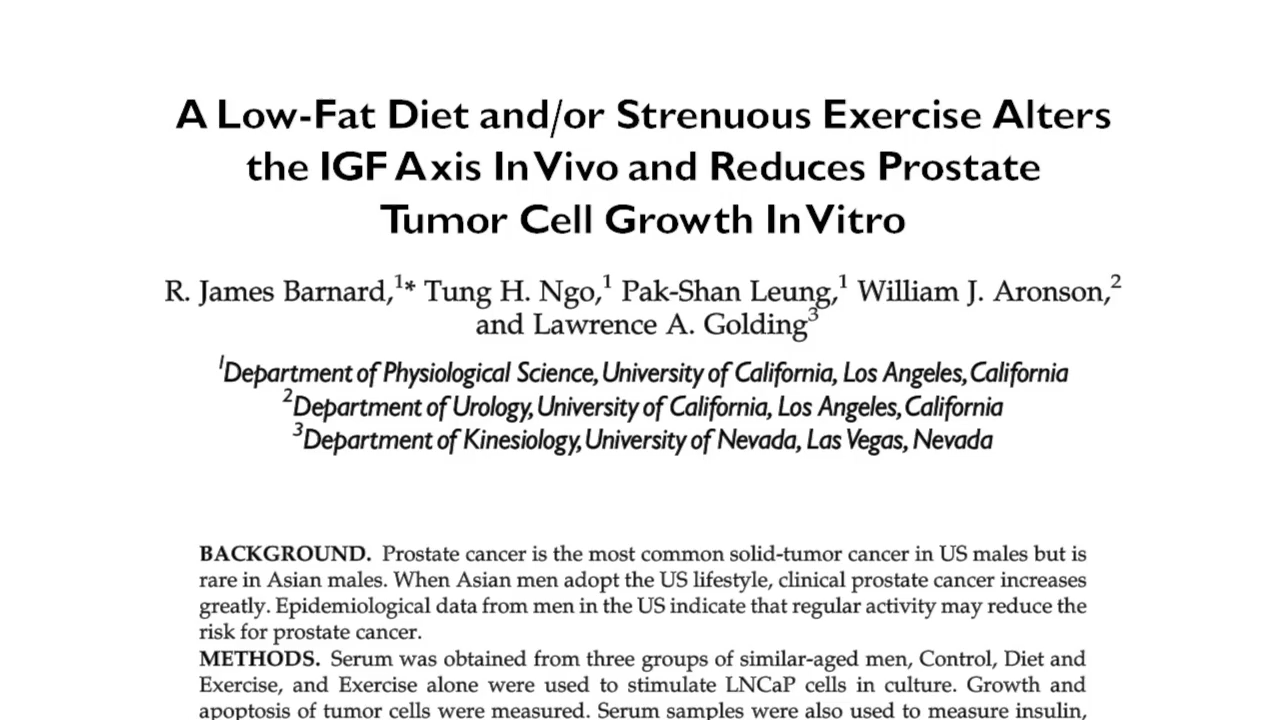 A Low-Fat Diet and/or Strenuous Exercise Alters
the IGF Axis In Vivo and Reduces Prostate
Tumor Cell Growth In Vitro
R. James Barnard,¹* Tung H. Ngo,¹ Pak-Shan Leung,¹ William J. Aronson,²
and Lawrence A. Golding³
¹Department of Physiological Science, University of California, Los Angeles, California
²Department of Urology, University of California, Los Angeles, California
³Department of Kinesiology, University of Nevada, Las Vegas, Nevada
BACKGROUND. Prostate cancer is the most common solid-tumor cancer in US males but is
rare in Asian males. When Asian men adopt the US lifestyle, clinical prostate cancer increases
greatly. Epidemiological data from men in the US indicate that regular activity may reduce the
risk for prostate cancer.
METHODS. Serum was obtained from three groups of similar-aged men, Control, Diet and
Exercise, and Exercise alone were used to stimulate LNCaP cells in culture. Growth and
apoptosis of tumor cells were measured. Serum samples were also used to measure insulin,